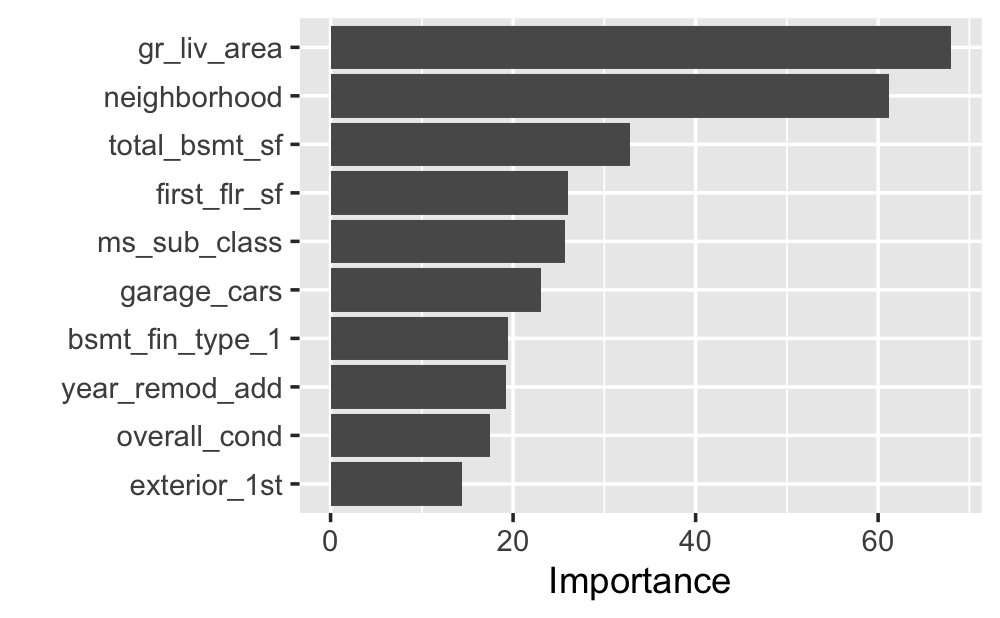 gr_liv_area
neighborhood
total_bsmt_sf
first_flr_sf
ms_sub_class
garage_cars
bsmt_fin_type_1
year_remod_add
overall_cond
exterior_1st
0 20 40 60
Importance